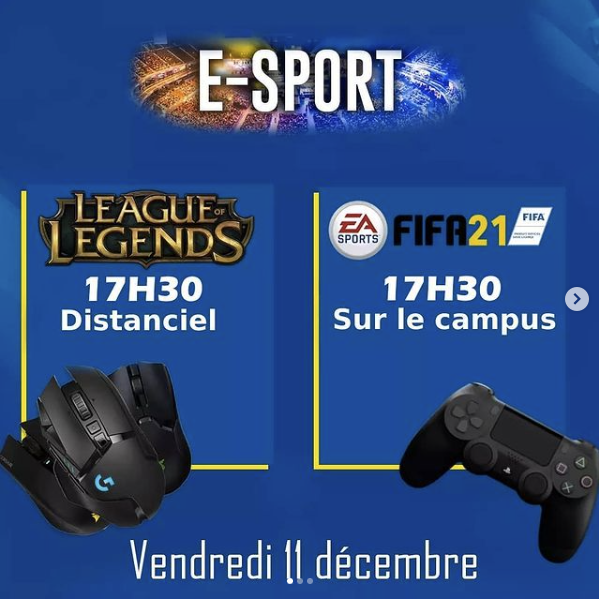 E-SPORT
LEAGUE OF
LEGENDS
17H30
Distanciel
EA
SPORTS
FIFA21
FIFA
17H30
Sur le campus
G
Vendredi 11 décembre